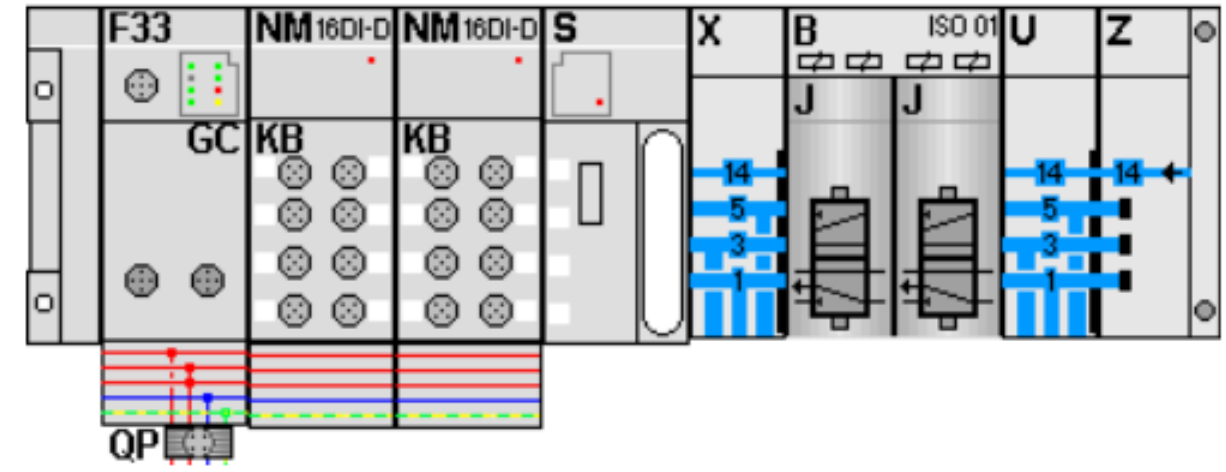 F33 NM 16DI-D NM 16DI-D S X B ISO 01 U Z
J J
GC KB KB
14 14 14
5 5
3 3
1 1
QP